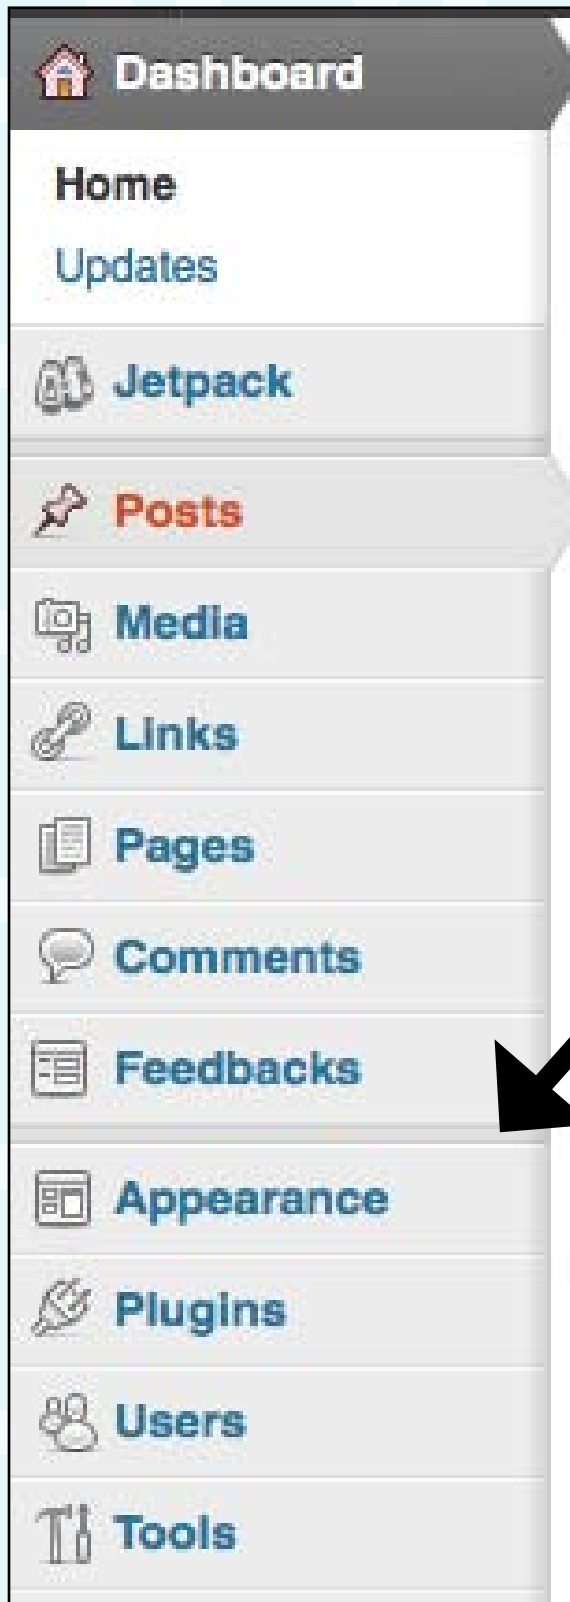 Dashboard
Home
Updates
Jetpack
Posts
Media
Links
Pages
Comments
Feedbacks
Appearance
Plugins
Users
Tools